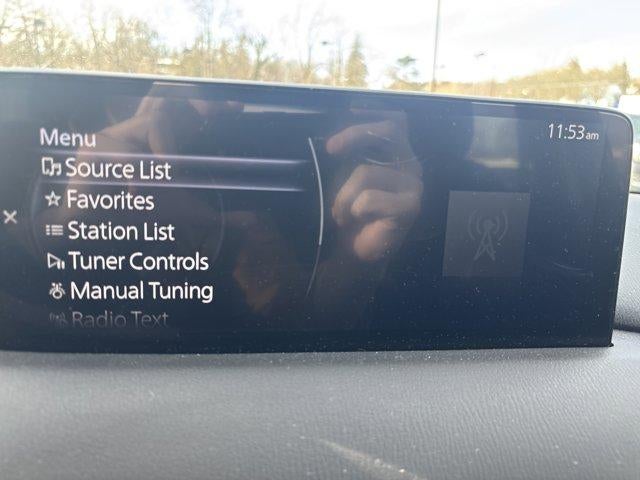 Menu
11:53am
Source List
Favorites
Station List
Tuner Controls
Manual Tuning
Radio Text